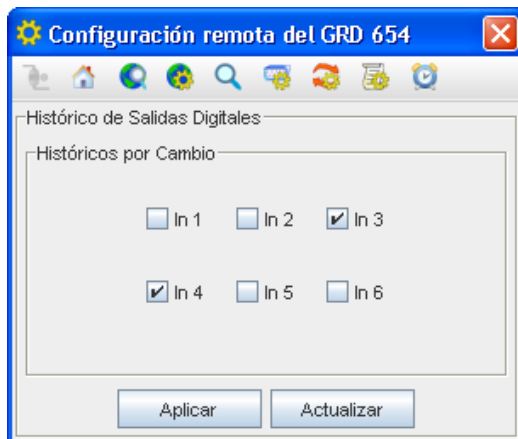 Configuración remota del GRD 654
Histórico de Salidas Digitales
Históricos por Cambio
In 1 In 2 In 3
In 4 In 5 In 6
Aplicar Actualizar